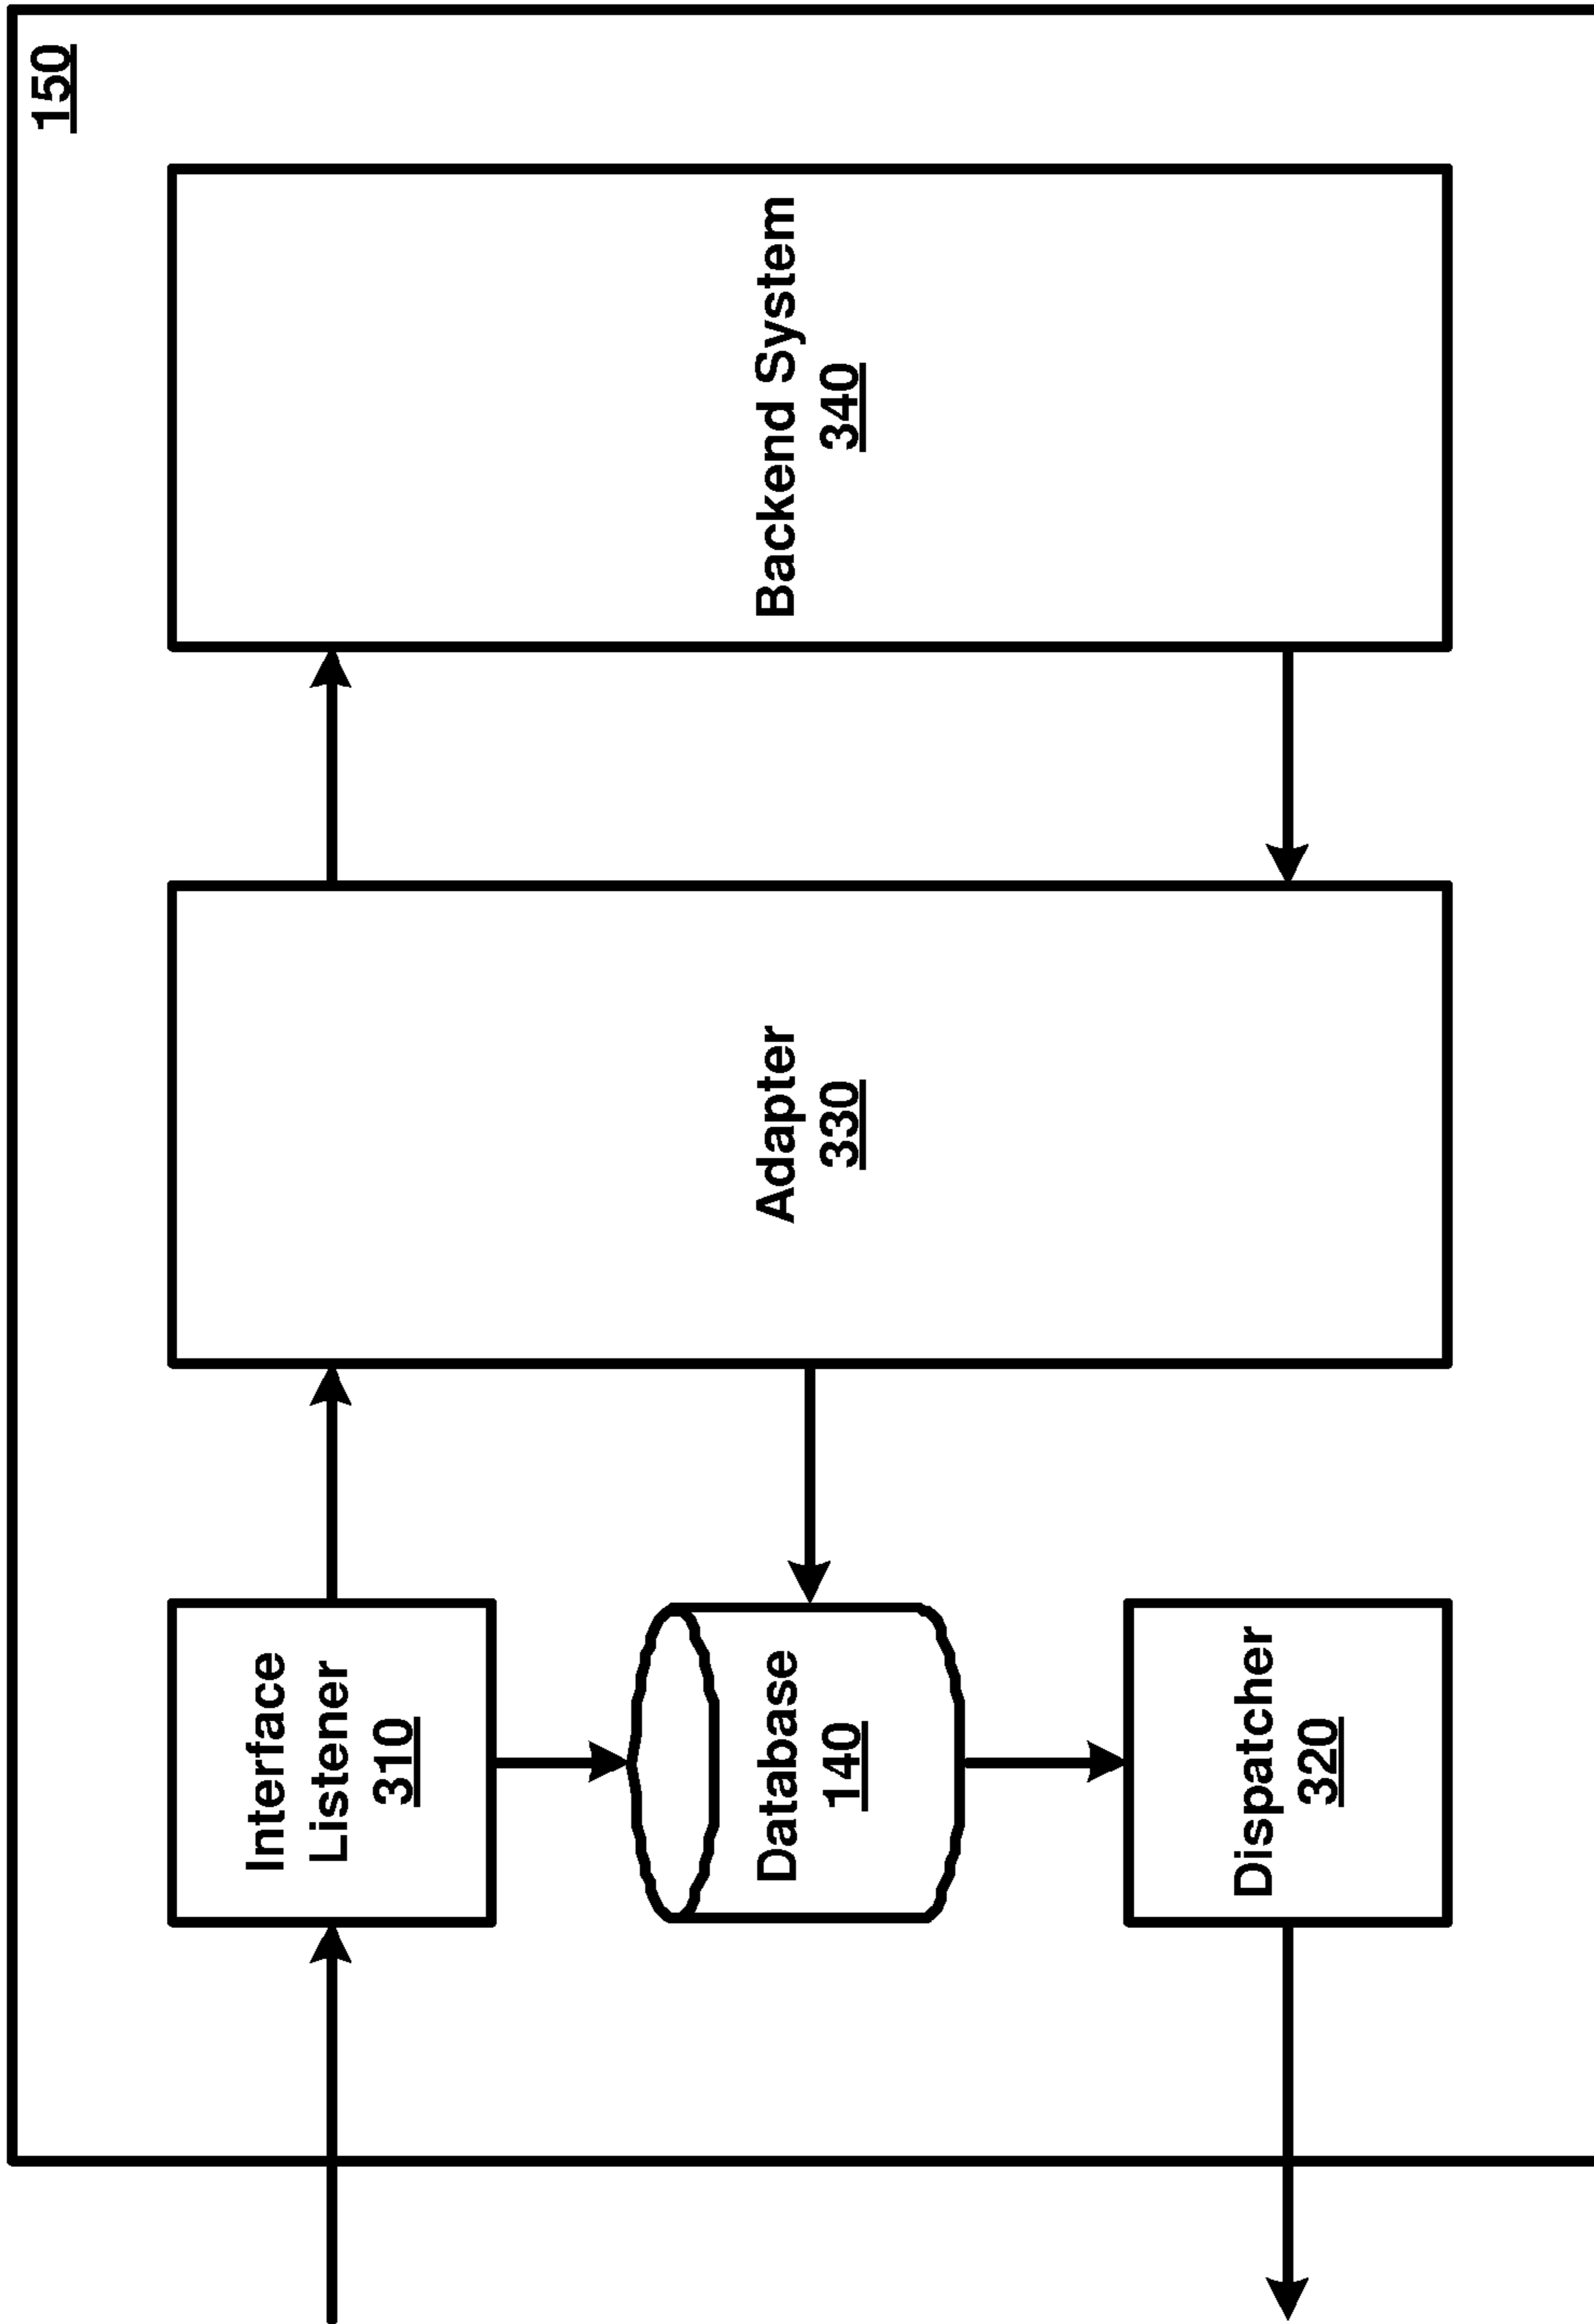 150
Interface
Listener
310
Database
140
Dispatcher
320
Adapter
330
Backend System
340